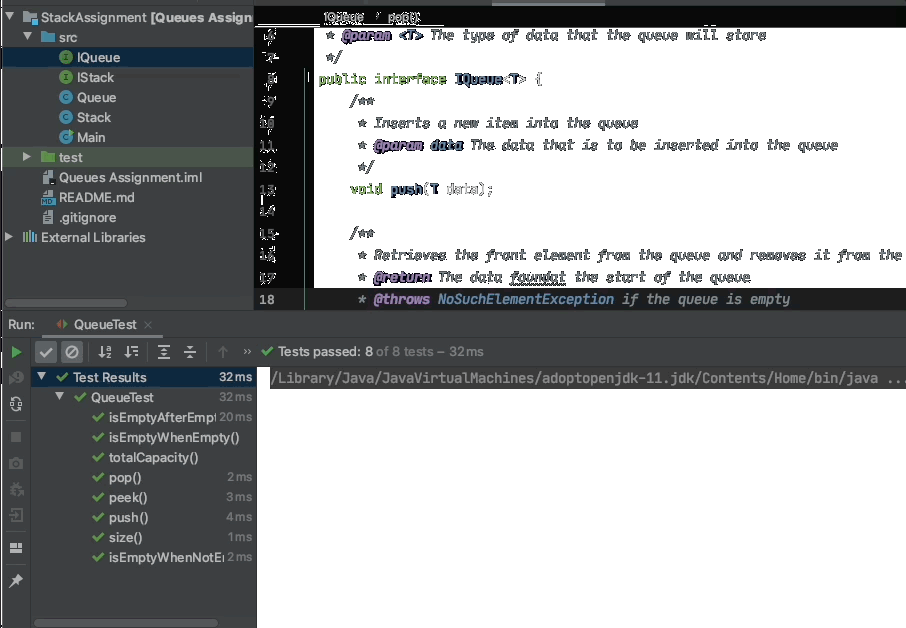 StackAssignment [Queues Assignm
src
IQueue
IStack
Queue
Stack
Main
test
Queues Assignment.iml
README.md
.gitignore
External Libraries
IQueue › pop()
6 * @param <T> The type of data that the queue will store
7 */
8 public interface IQueue<T> {
9 /**
10 * Inserts a new item into the queue
11 * @param data The data that is to be inserted into the queue
12 */
13 void push(T data);
14
15 /**
16 * Retrieves the front element from the queue and removes it from the
17 * @return The data foundat the start of the queue
18 * @throws NoSuchElementException if the queue is empty
Run: QueueTest ×
» Tests passed: 8 of 8 tests – 32 ms
Test Results 32 ms
QueueTest 32 ms
isEmptyAfterEmpt 20 ms
isEmptyWhenEmpty()
totalCapacity()
pop() 2 ms
peek() 3 ms
push() 4 ms
size() 1 ms
isEmptyWhenNotEm 2 ms
/Library/Java/JavaVirtualMachines/adoptopenjdk-11.jdk/Contents/Home/bin/java ...